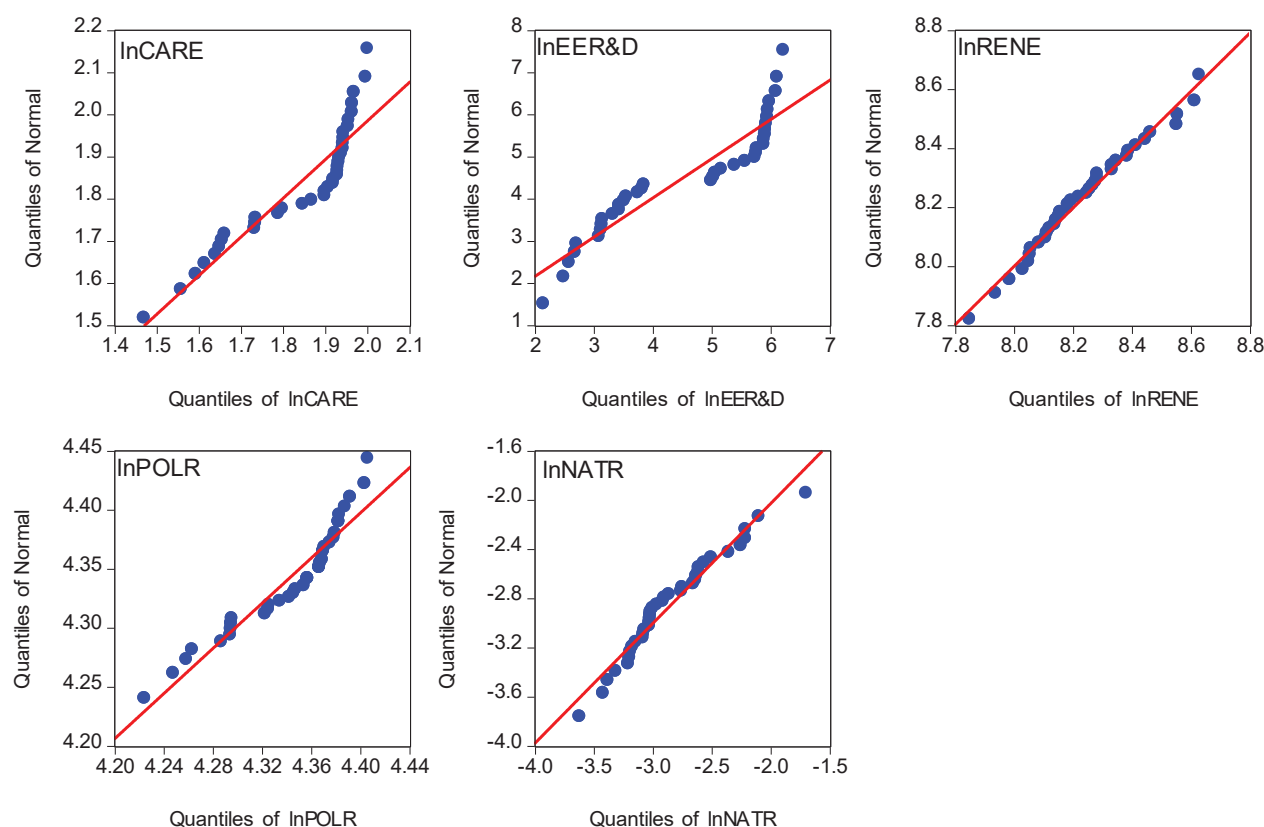 lnCARE
Quantiles of Normal
2.2
2.1
2.0
1.9
1.8
1.7
1.6
1.5
1.4 1.5 1.6 1.7 1.8 1.9 2.0 2.1
Quantiles of lnCARE
lnEER&D
Quantiles of Normal
8
7
6
5
4
3
2
1
2 3 4 5 6 7
Quantiles of lnEER&D
lnRENE
Quantiles of Normal
8.8
8.6
8.4
8.2
8.0
7.8
7.8 8.0 8.2 8.4 8.6 8.8
Quantiles of lnRENE
lnPOLR
Quantiles of Normal
4.45
4.40
4.35
4.30
4.25
4.20
4.20 4.24 4.28 4.32 4.36 4.40 4.44
Quantiles of lnPOLR
lnNATR
Quantiles of Normal
-1.6
-2.0
-2.4
-2.8
-3.2
-3.6
-4.0
-4.0 -3.5 -3.0 -2.5 -2.0 -1.5
Quantiles of lnNATR